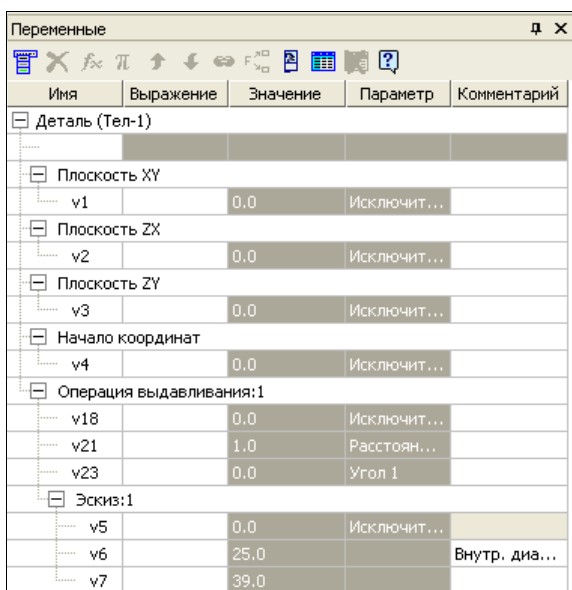 Переменные
Имя Выражение Значение Параметр Комментарий
Деталь (Тел-1)
Плоскость XY
v1 0.0 Исключит...
Плоскость ZX
v2 0.0 Исключит...
Плоскость ZY
v3 0.0 Исключит...
Начало координат
v4 0.0 Исключит...
Операция выдавливания:1
v18 0.0 Исключит...
v21 1.0 Расстоян...
v23 0.0 Угол 1
Эскиз:1
v5 0.0 Исключит...
v6 25.0 Внутр. диа...
v7 39.0